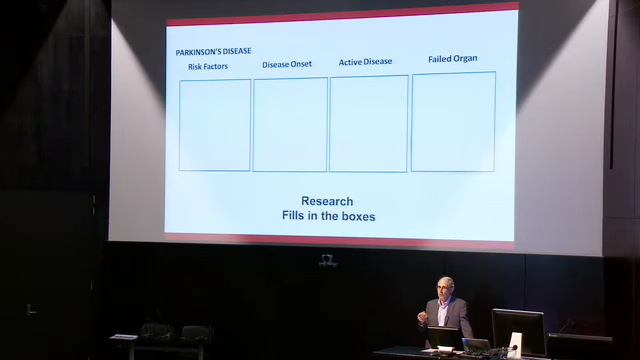 PARKINSON'S DISEASE
Risk Factors Disease Onset Active Disease Failed Organ
Research
Fills in the boxes